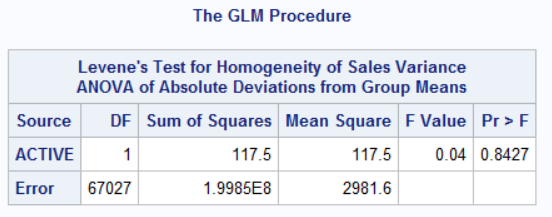 The GLM Procedure
Levene's Test for Homogeneity of Sales Variance
ANOVA of Absolute Deviations from Group Means
Source DF Sum of Squares Mean Square F Value Pr > F
ACTIVE 1 117.5 117.5 0.04 0.8427
Error 67027 1.9985E8 2981.6